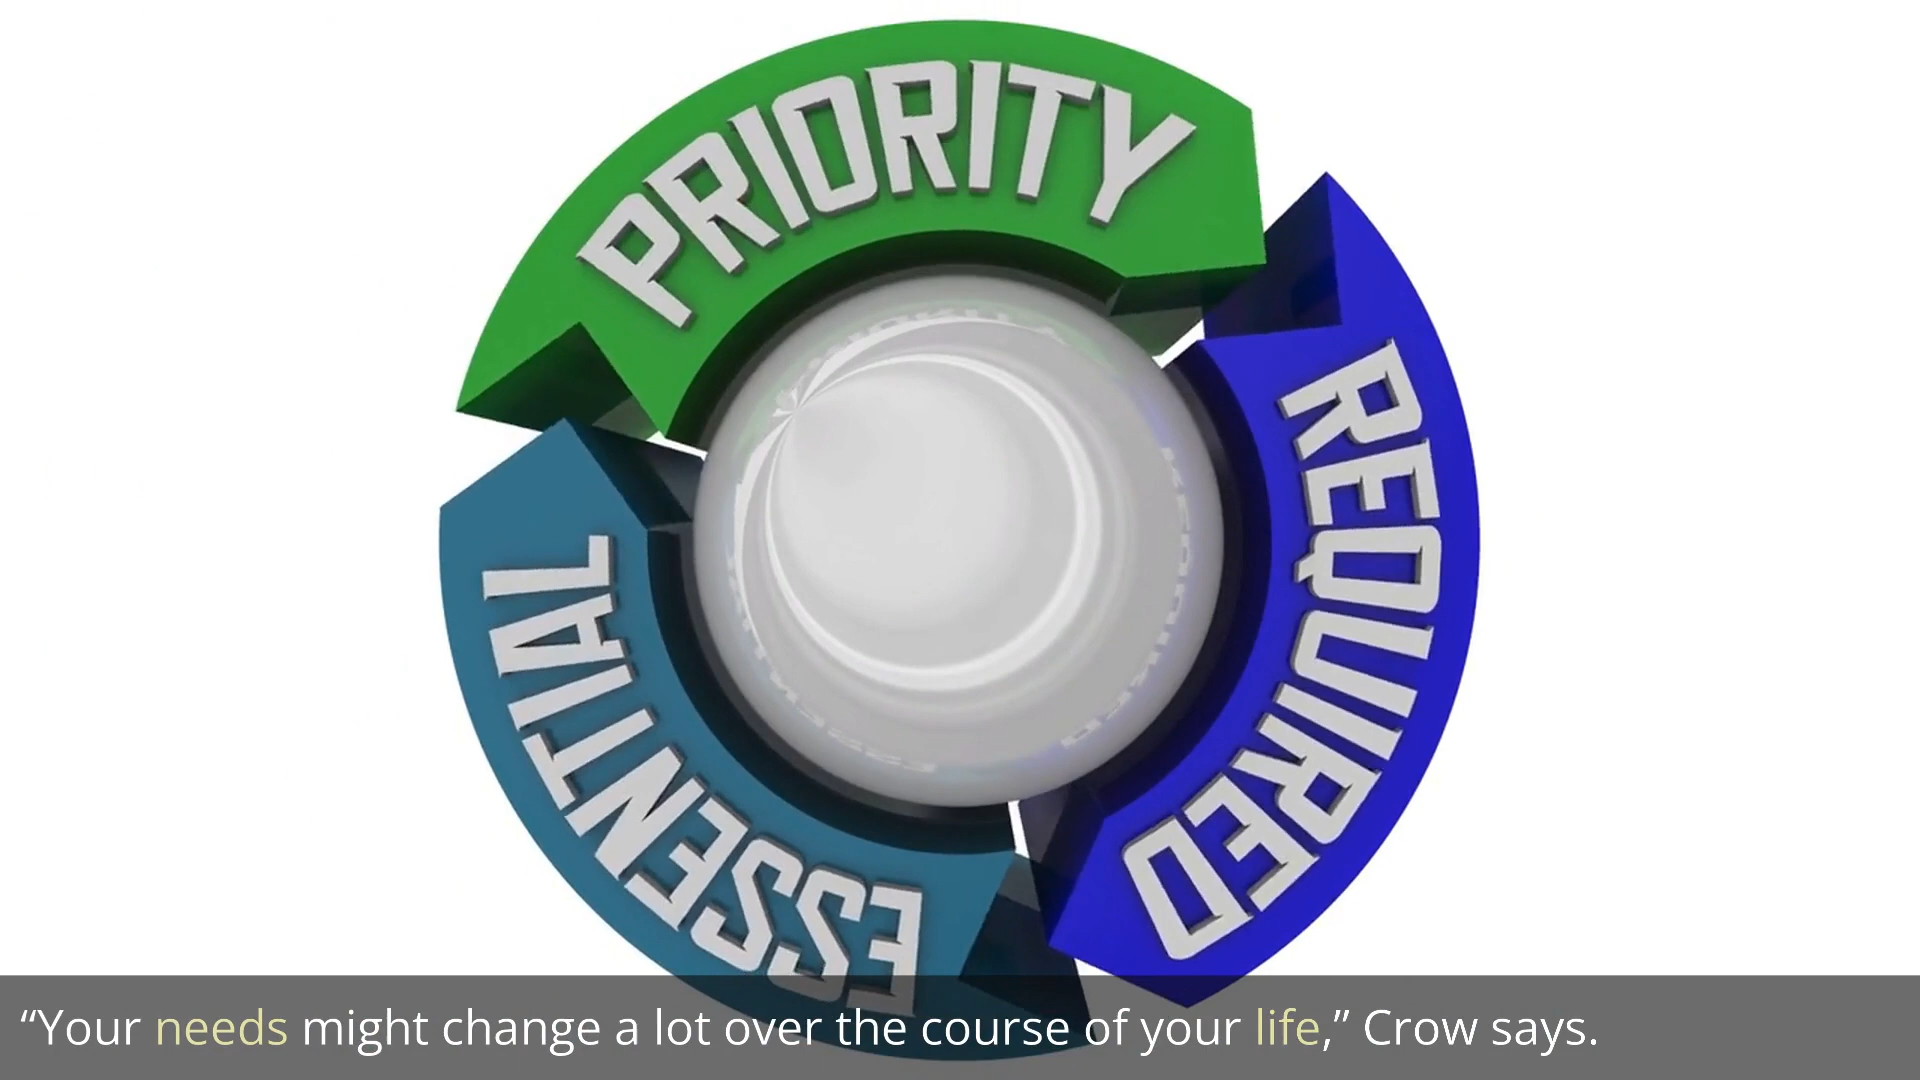 PRIORITY
REQUIRED
ESSENTIAL
“Your needs might change a lot over the course of your life,” Crow says.